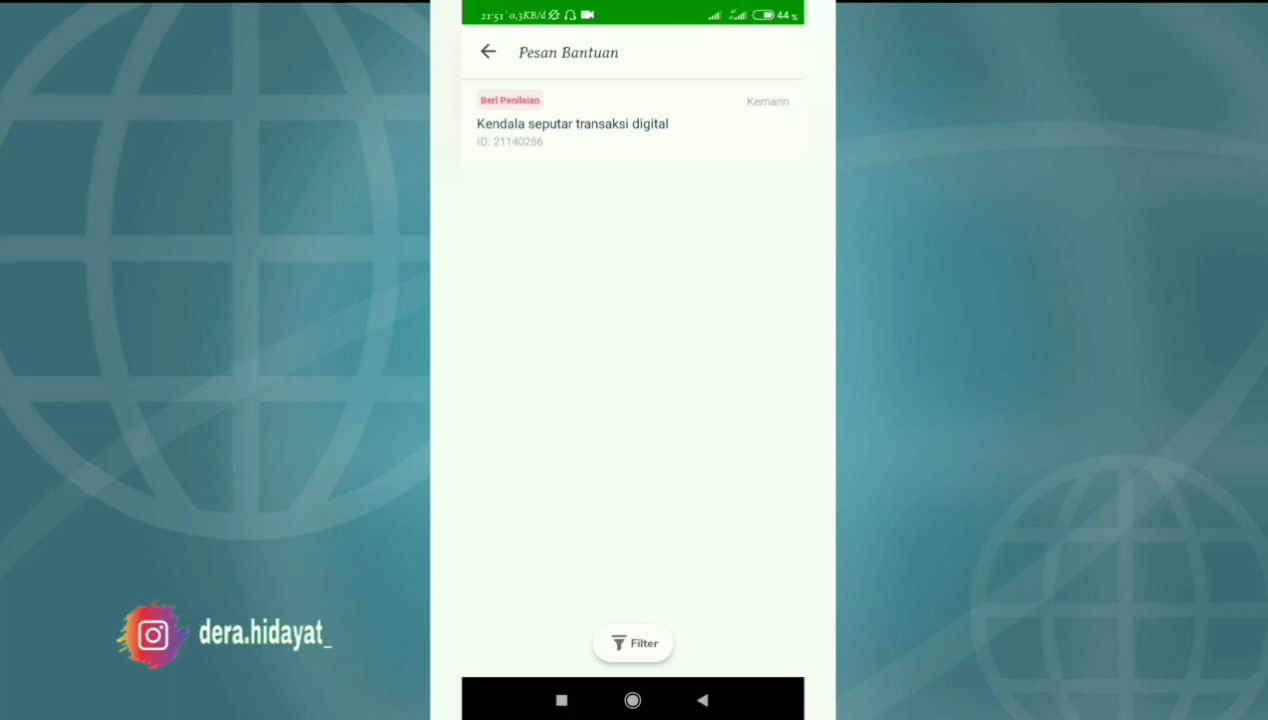 21:51 0,3KB/d 44 %
Pesan Bantuan
Beri Penilaian
Kemarin
Kendala seputar transaksi digital
ID: 21140286
Filter
dera.hidayat_